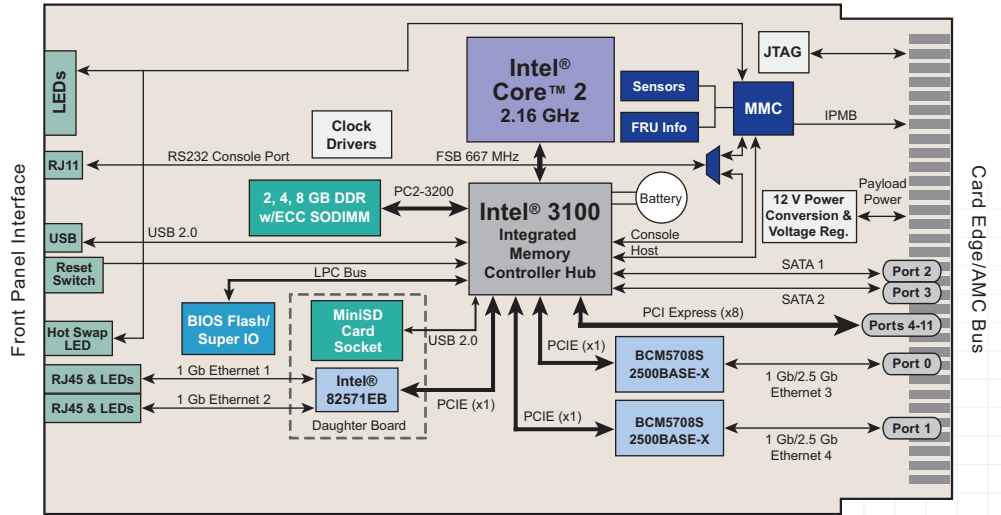 Front Panel Interface
LEDs
RJ11
USB
Reset
Switch
Hot Swap
LED
RJ45 & LEDs
RJ45 & LEDs
Clock
Drivers
RS232 Console Port
FSB 667 MHz
Intel®
Core™ 2
2.16 GHz
Sensors
FRU Info
MMC
JTAG
IPMB
2, 4, 8 GB DDR
w/ECC SODIMM
PC2-3200
Intel® 3100
Integrated
Memory
Controller Hub
Battery
12 V Power
Conversion &
Voltage Reg.
Payload
Power
USB 2.0
Console
Host
LPC Bus
SATA 1
SATA 2
Port 2
Port 3
BIOS Flash/
Super IO
MiniSD
Card
Socket
USB 2.0
PCI Express (x8)
Ports 4-11
1 Gb Ethernet 1
1 Gb Ethernet 2
Intel®
82571EB
Daughter Board
PCIE (x1)
PCIE (x1)
PCIE (x1)
BCM5708S
2500BASE-X
1 Gb/2.5 Gb
Ethernet 3
Port 0
BCM5708S
2500BASE-X
1 Gb/2.5 Gb
Ethernet 4
Port 1
Card Edge/AMC Bus